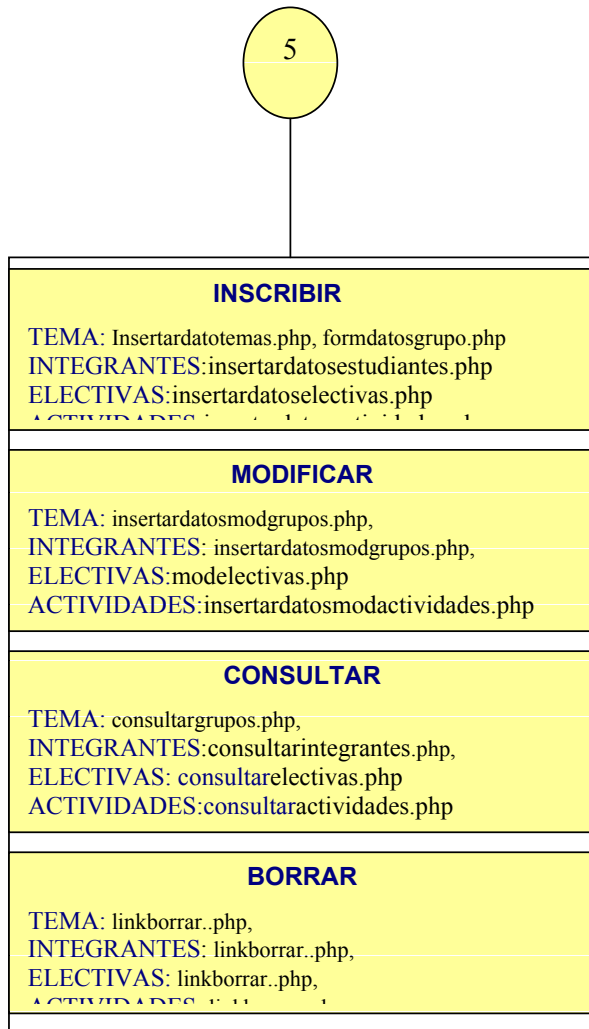 5
INSCRIBIR
TEMA: Insertardatotemas.php, formdatosgrupo.php
INTEGRANTES:insertardatosestudiantes.php
ELECTIVAS:insertardatoselectivas.php
MODIFICAR
TEMA: insertardatosmodgrupos.php,
INTEGRANTES: insertardatosmodgrupos.php,
ELECTIVAS:modelectivas.php
ACTIVIDADES:insertardatosmodactividades.php
CONSULTAR
TEMA: consultargrupos.php,
INTEGRANTES:consultarintegrantes.php,
ELECTIVAS: consultarelectivas.php
ACTIVIDADES:consultaractividades.php
BORRAR
TEMA: linkborrar..php,
INTEGRANTES: linkborrar..php,
ELECTIVAS: linkborrar..php,